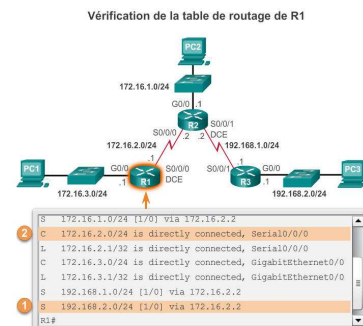 Vérification de la table de routage de R1
PC2
172.16.1.0/24
G0/0 .1
R2
S0/0/0
S0/0/1
DCE
.2 .2
172.16.2.0/24
192.168.1.0/24
PC1
G0/0
.1
.1
S0/0/0
DCE
R1
172.16.3.0/24
S0/0/1
.1
G0/0
.1
R3
PC3
192.168.2.0/24
S 172.16.1.0/24 [1/0] via 172.16.2.2
2 C 172.16.2.0/24 is directly connected, Serial0/0/0
L 172.16.2.1/32 is directly connected, Serial0/0/0
C 172.16.3.0/24 is directly connected, GigabitEthernet0/0
L 172.16.3.1/32 is directly connected, GigabitEthernet0/0
S 192.168.1.0/24 [1/0] via 172.16.2.2
1 S 192.168.2.0/24 [1/0] via 172.16.2.2
R1#